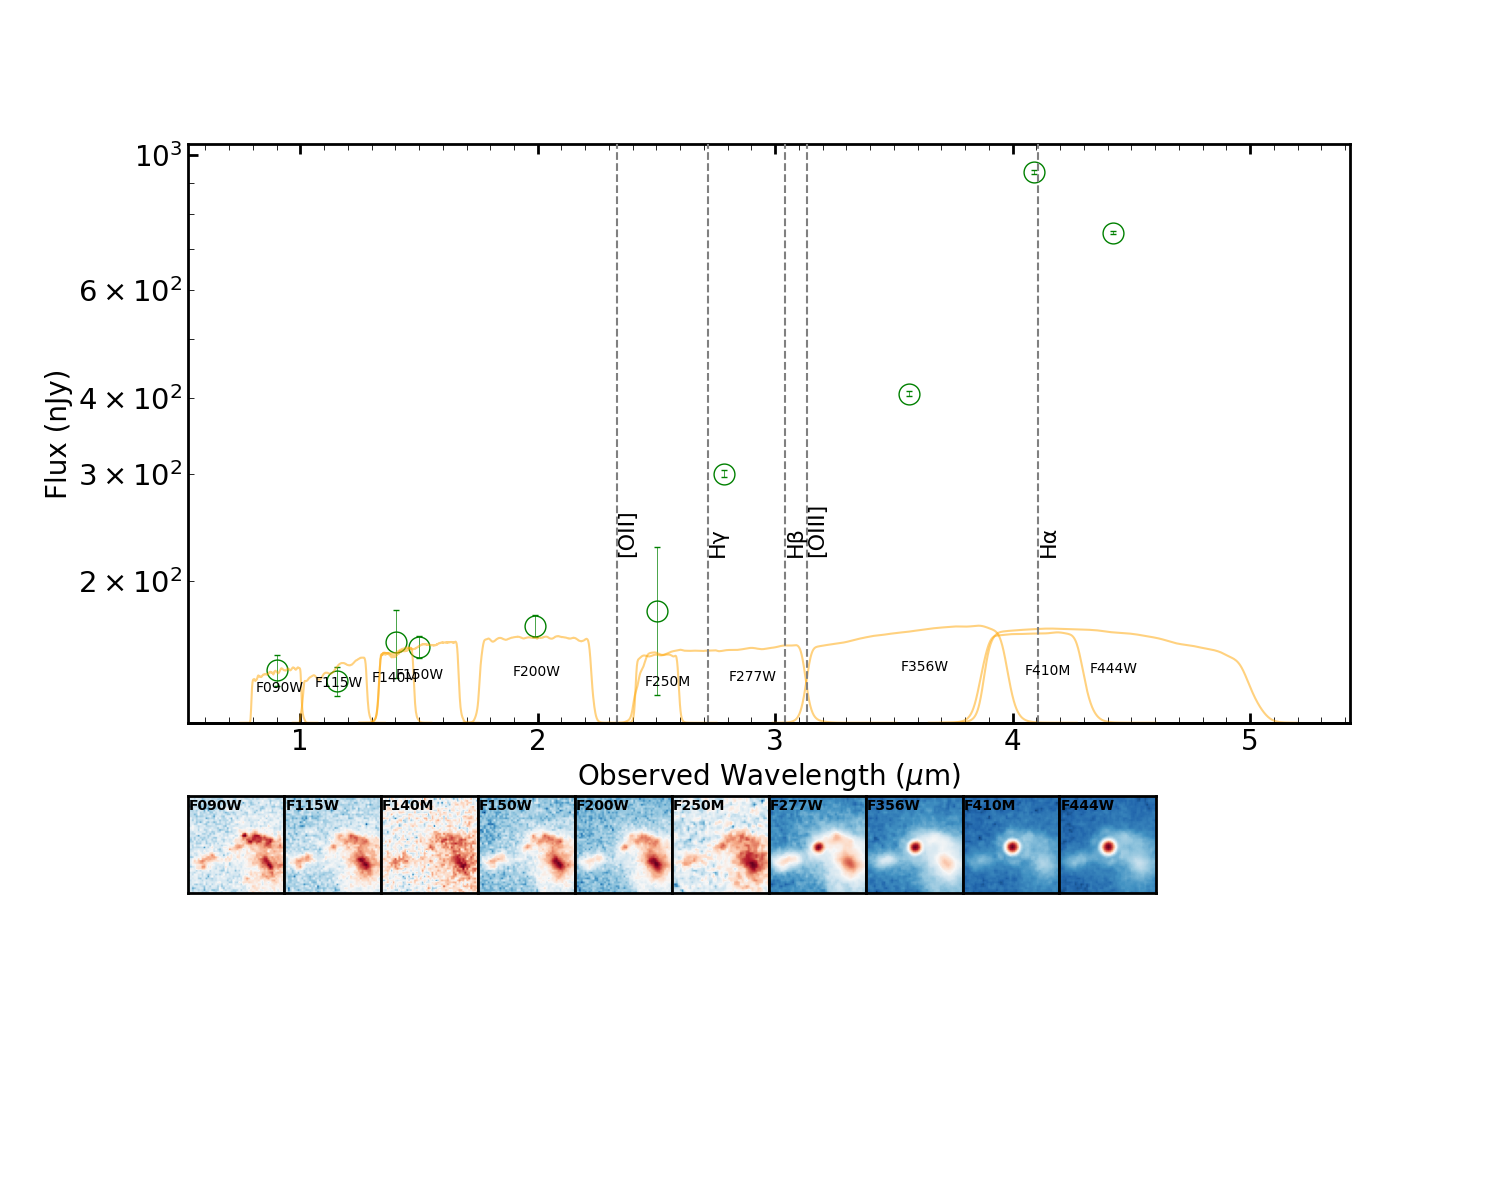 10³
6×10²
4×10²
3×10²
2×10²
Flux (nJy)
[OII]
Hγ
Hβ
[OIII]
Hα
F090W
F115W
F140M
F150W
F200W
F250M
F277W
F356W
F410M
F444W
1
2
3
4
5
Observed Wavelength (μm)
F090W
F115W
F140M
F150W
F200W
F250M
F277W
F356W
F410M
F444W